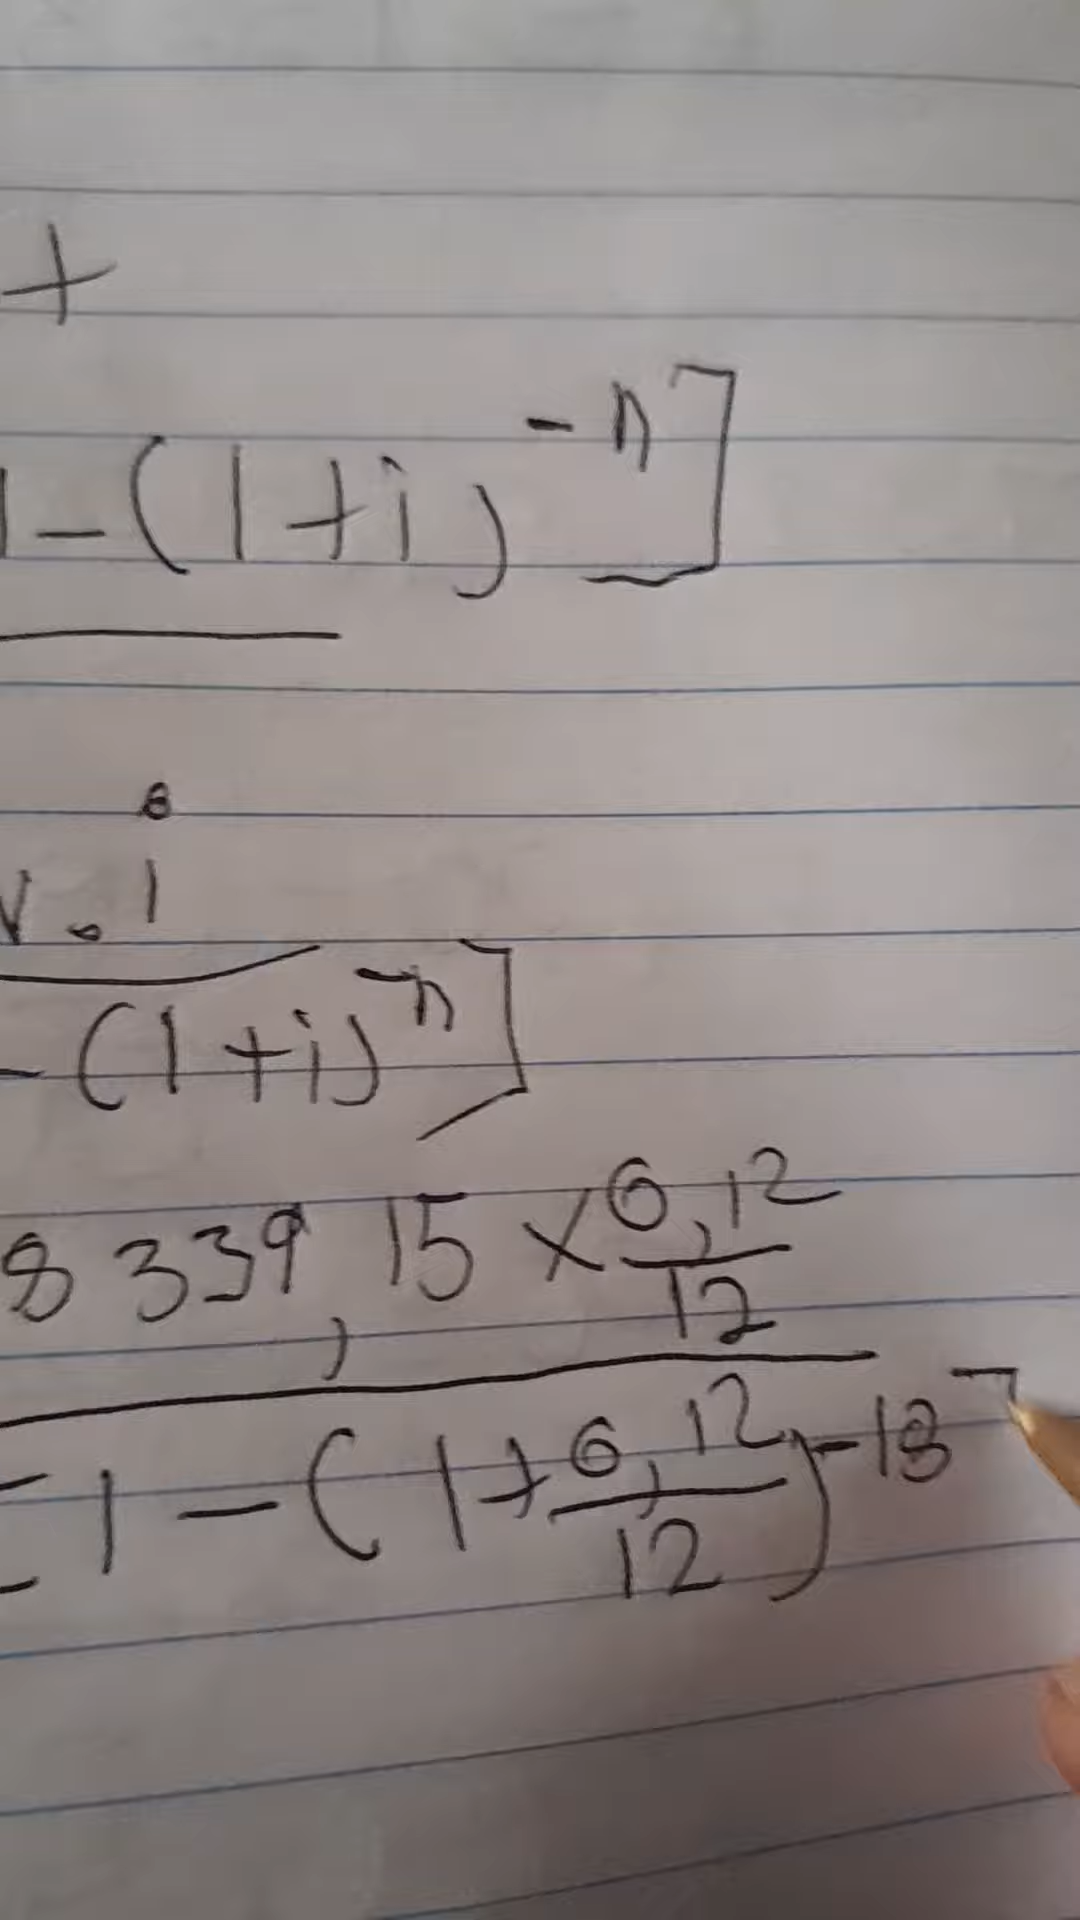 +
1-(1+i)^-n]
v.i
-(1+i)^-n]
8 339,15 × 0,12
12
[1-(1+0,12
12)^-18]